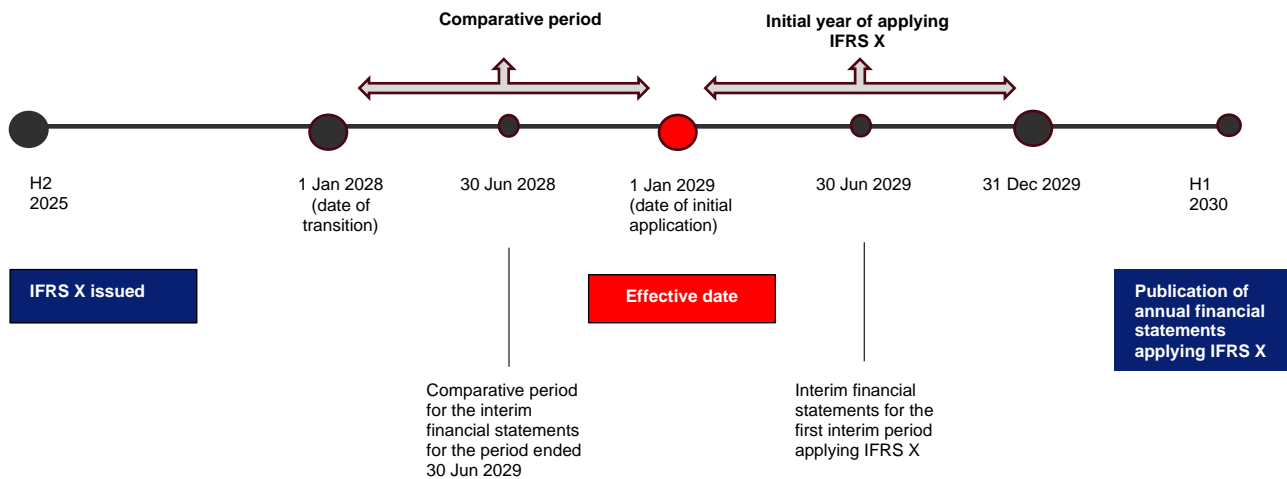 Comparative period
Initial year of applying
IFRS X
H2
2025
1 Jan 2028
(date of
transition)
30 Jun 2028
1 Jan 2029
(date of initial
application)
30 Jun 2029
31 Dec 2029
H1
2030
IFRS X issued
Effective date
Publication of
annual financial
statements
applying IFRS X
Comparative period
for the interim
financial statements
for the period ended
30 Jun 2029
Interim financial
statements for the
first interim period
applying IFRS X